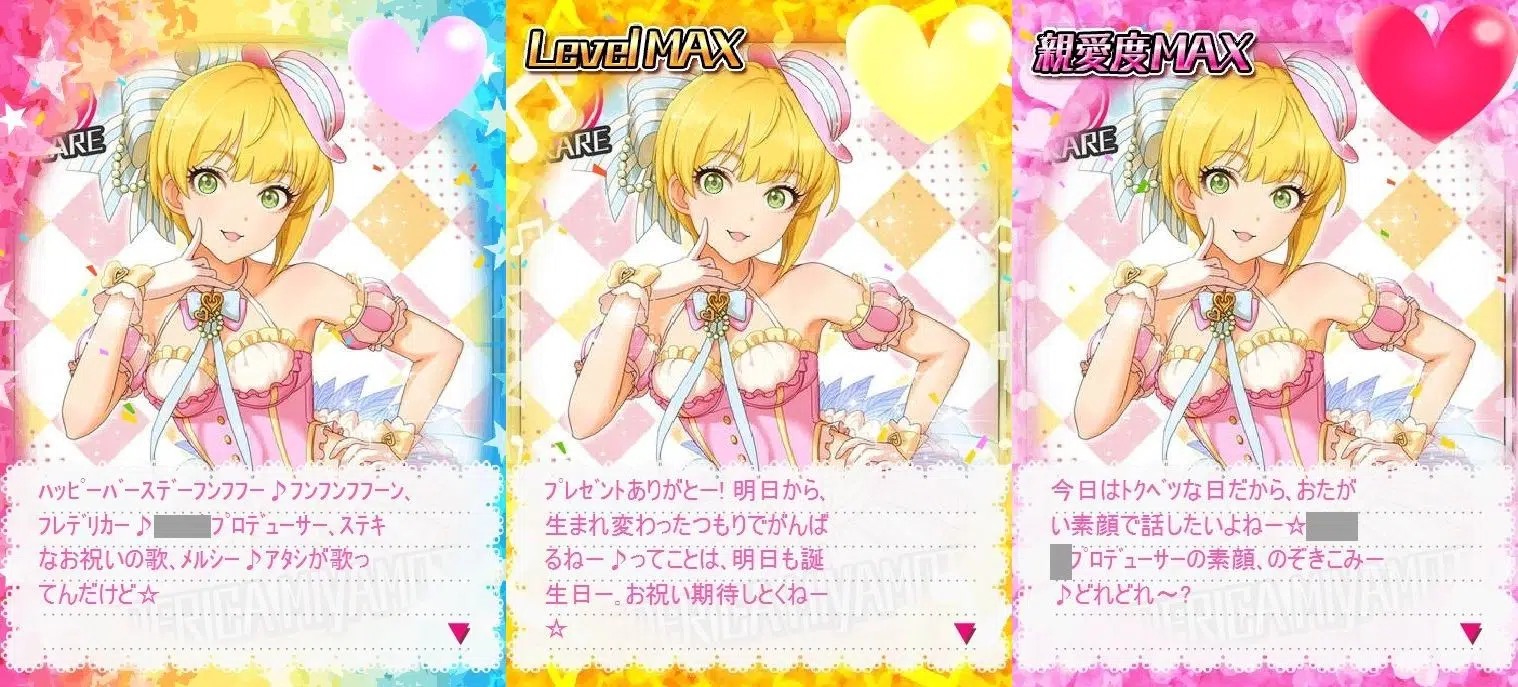 ARE
ﾊｯﾋﾟｰﾊﾞｰｽﾃﾞｰﾌﾝﾌﾌｰ♪ﾌﾝﾌﾝﾌﾌｰﾝ、
ﾌﾚﾃﾞﾘｶｰ♪ﾌﾟﾛﾃﾞｭｰｻｰ、ｽﾃｷ
なお祝いの歌、ﾒﾙｼｰ♪ｱﾀｼが歌っ
てんだけど☆
Level MAX
RARE
ﾌﾟﾚｾﾞﾝﾄありがとー! 明日から、
生まれ変わったつもりでがんば
るねー♪ってことは、明日も誕
生日ー。お祝い期待しとくねー
☆
親愛度MAX
RARE
今日はﾄｸﾍﾞﾂな日だから、おたが
い素顔で話したいよねー☆
ﾌﾟﾛﾃﾞｭｰｻｰの素顔、のぞきこみー
♪どれどれ～?